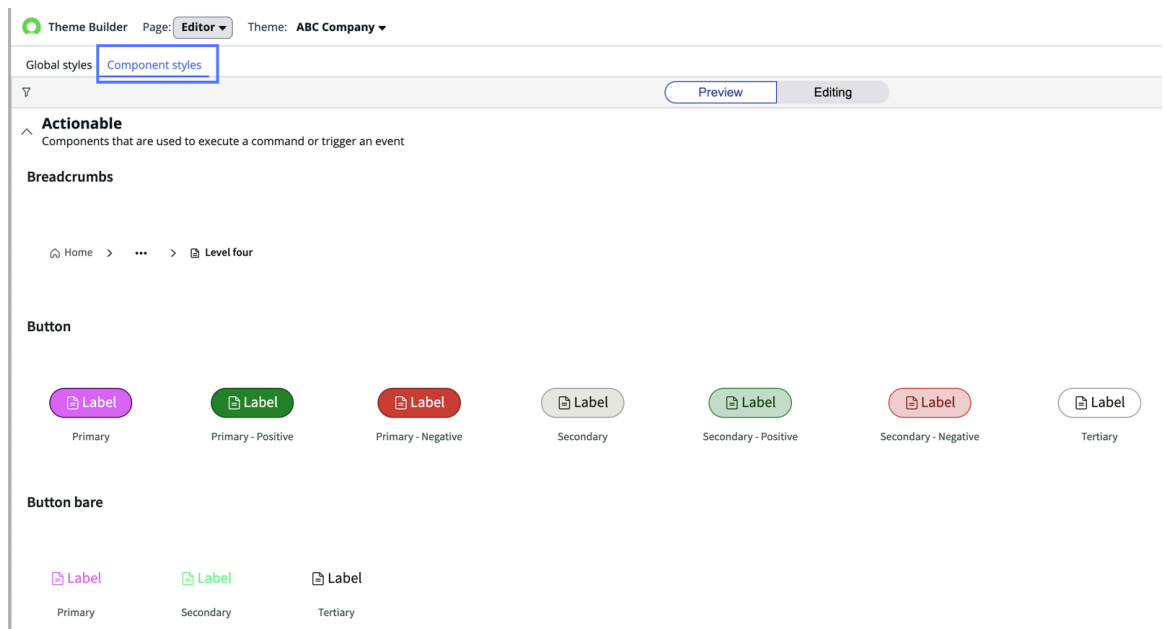 Theme Builder Page: Editor Theme: ABC Company
Global styles Component styles
Preview Editing
Actionable
Components that are used to execute a command or trigger an event
Breadcrumbs
Home > ••• > Level four
Button
Label Label Label Label Label Label Label
Primary Primary - Positive Primary - Negative Secondary Secondary - Positive Secondary - Negative Tertiary
Button bare
Label Label Label
Primary Secondary Tertiary